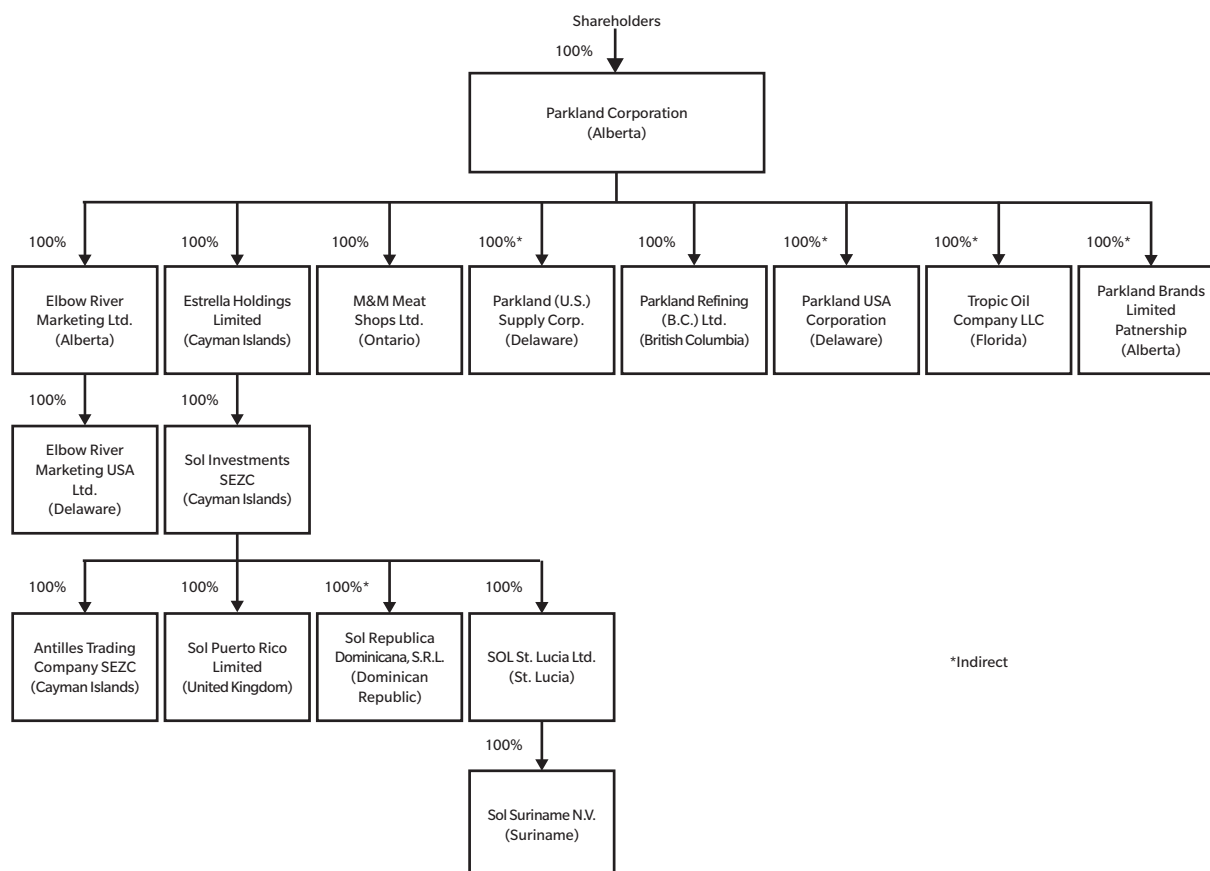 Shareholders
100%
Parkland Corporation
(Alberta)
100%
100%
100%
100%*
100%
100%*
100%*
100%*
Elbow River
Marketing Ltd.
(Alberta)
Estrella Holdings
Limited
(Cayman Islands)
M&M Meat
Shops Ltd.
(Ontario)
Parkland (U.S.)
Supply Corp.
(Delaware)
Parkland Refining
(B.C.) Ltd.
(British Columbia)
Parkland USA
Corporation
(Delaware)
Tropic Oil
Company LLC
(Florida)
Parkland Brands
Limited
Patnership
(Alberta)
100%
100%
Elbow River
Marketing USA
Ltd.
(Delaware)
Sol Investments
SEZC
(Cayman Islands)
100%
100%
100%*
100%
Antilles Trading
Company SEZC
(Cayman Islands)
Sol Puerto Rico
Limited
(United Kingdom)
Sol Republica
Dominicana, S.R.L.
(Dominican
Republic)
SOL St. Lucia Ltd.
(St. Lucia)
*Indirect
100%
Sol Suriname N.V.
(Suriname)